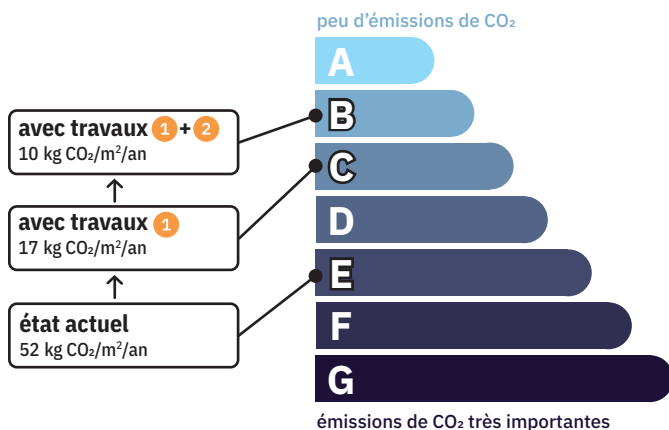 peu d'émissions de CO₂
A
avec travaux 1 + 2
10 kg CO₂/m²/an
B
C
avec travaux 1
17 kg CO₂/m²/an
D
E
état actuel
52 kg CO₂/m²/an
F
G
émissions de CO₂ très importantes